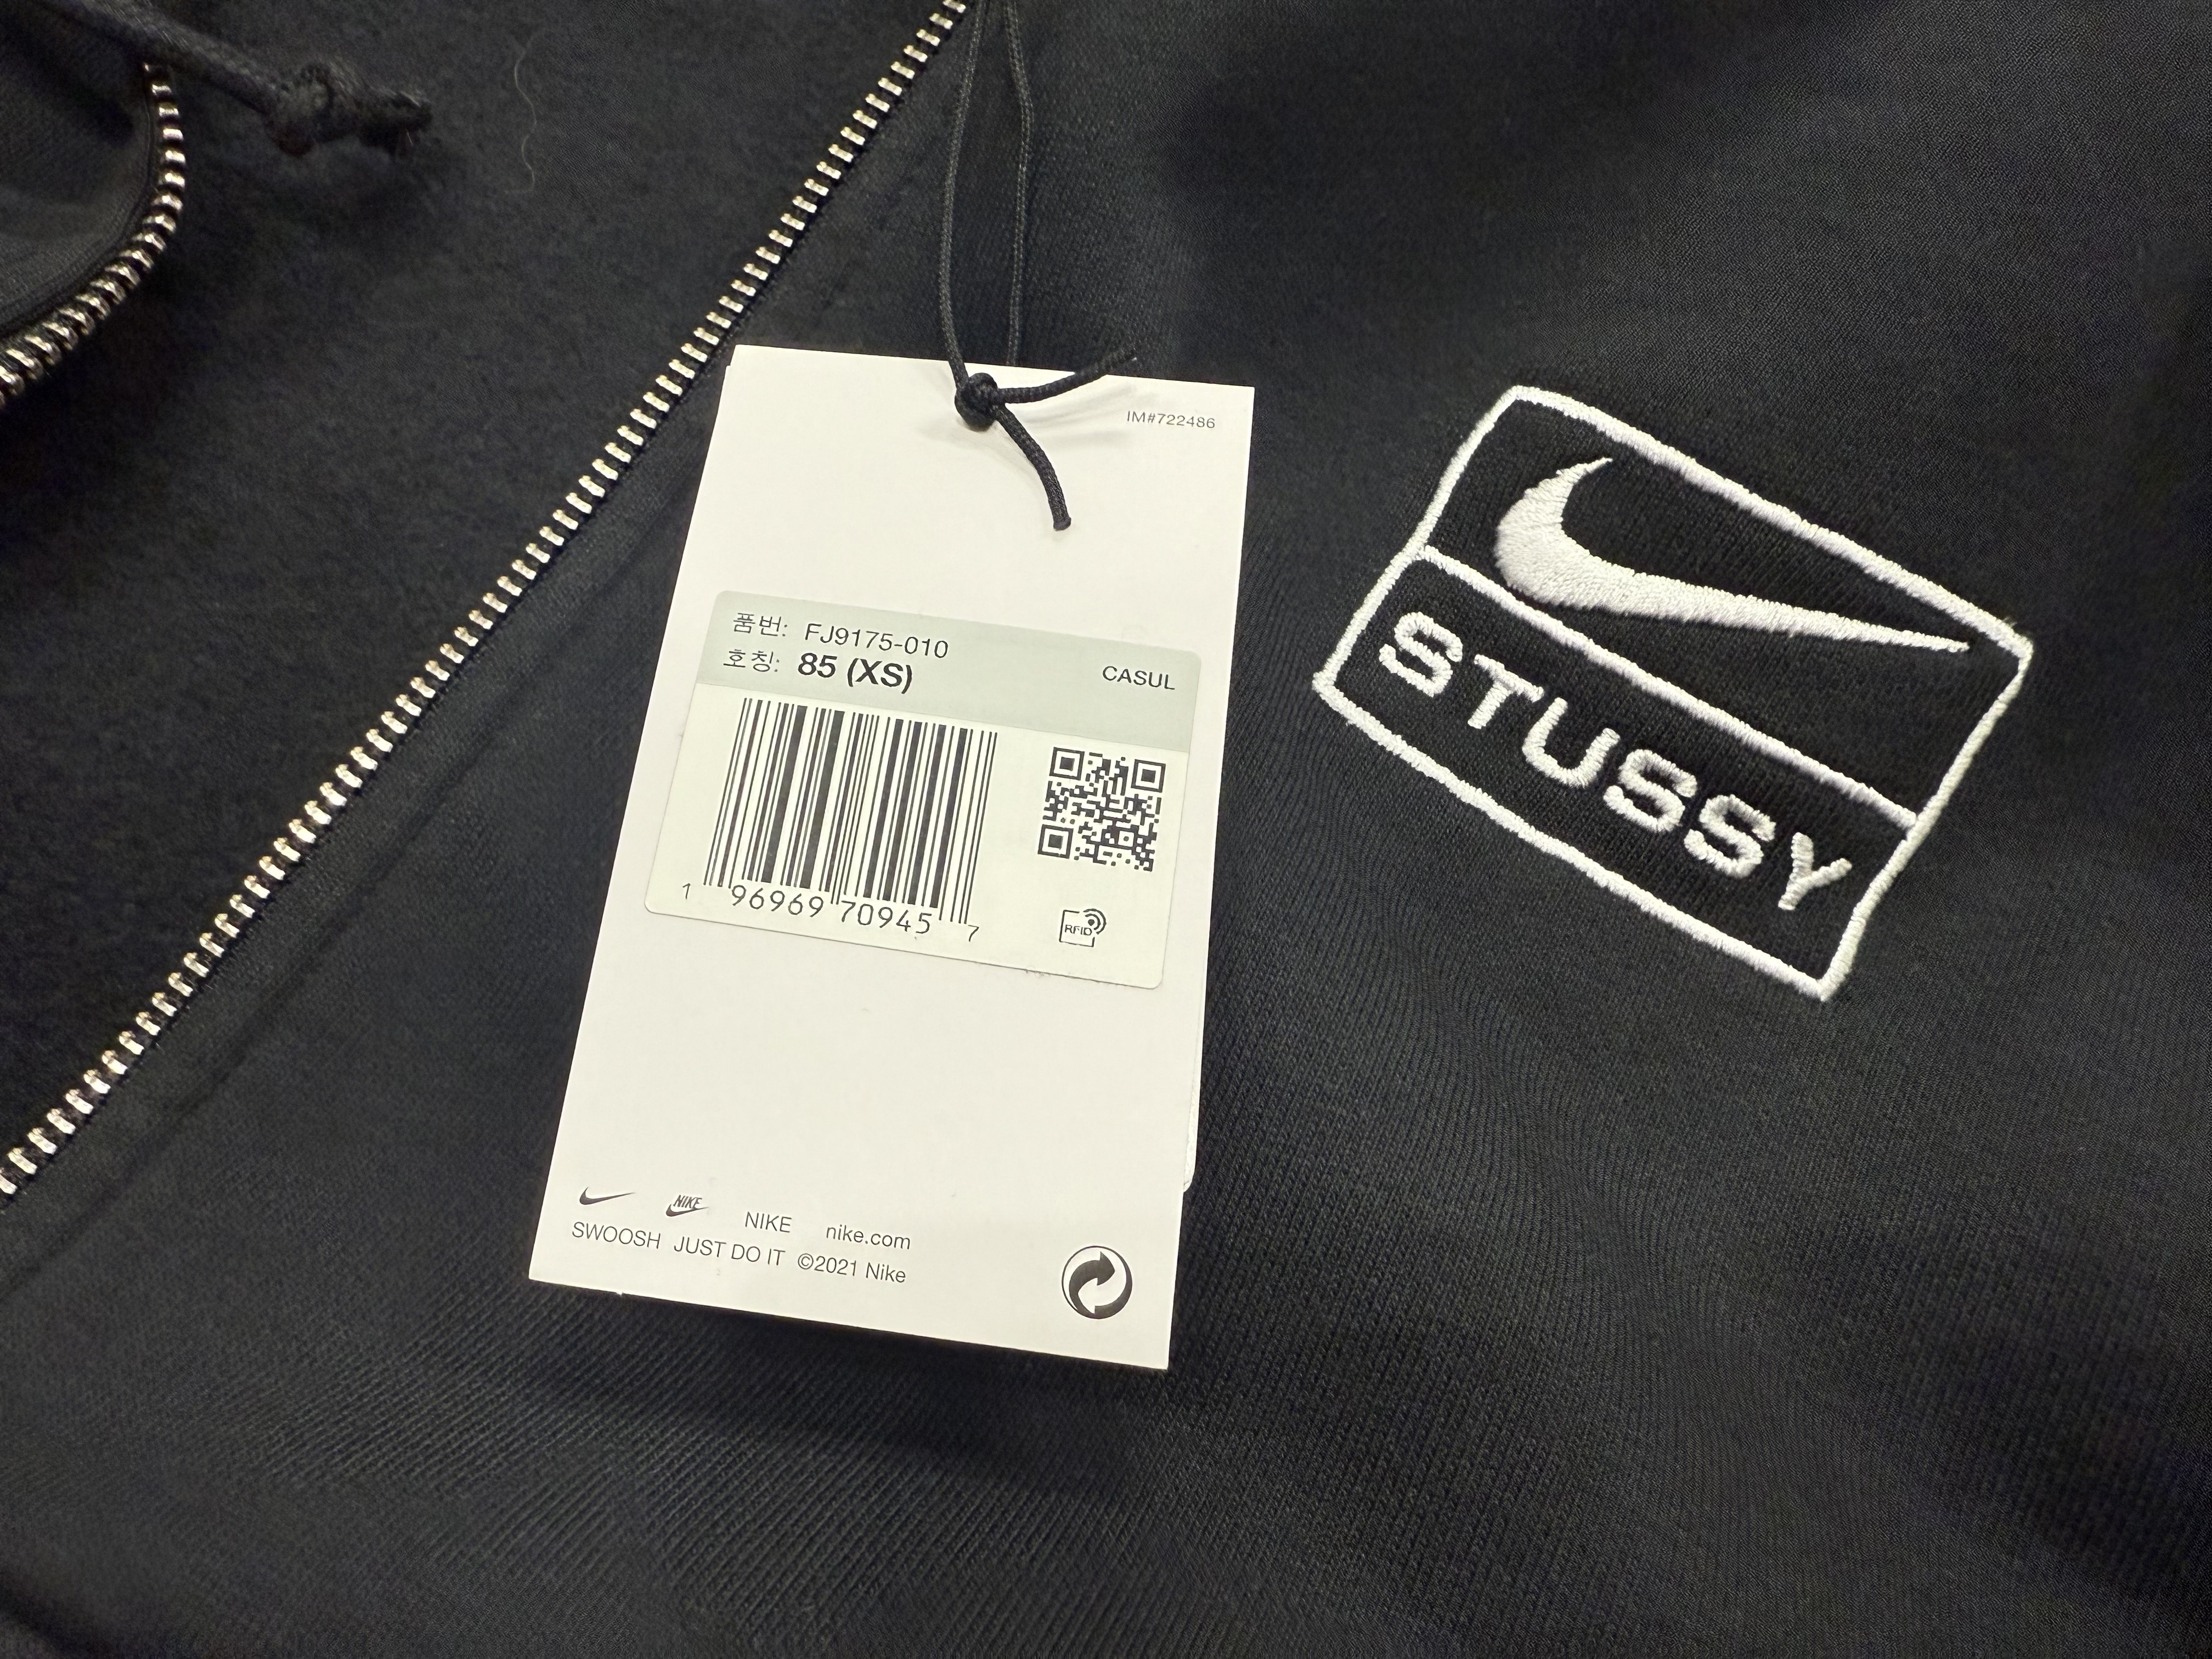 IM#722486
품번: FJ9175-010
호칭: 85 (XS)
CASUL
1 96969 70945 7
RFID
NIKE NIKE nike.com
SWOOSH JUST DO IT ©2021 Nike
STUSSY